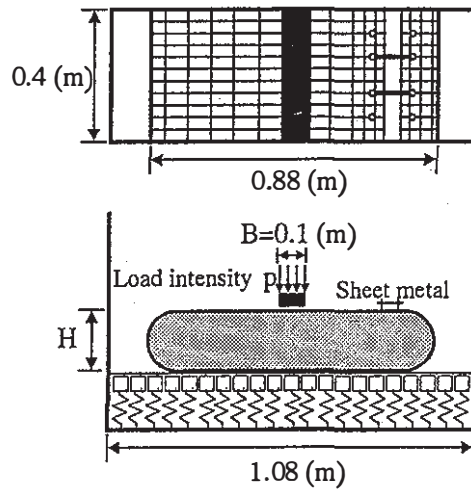 0.4 (m)
0.88 (m)
B=0.1 (m)
Load intensity p
Sheet metal
H
1.08 (m)